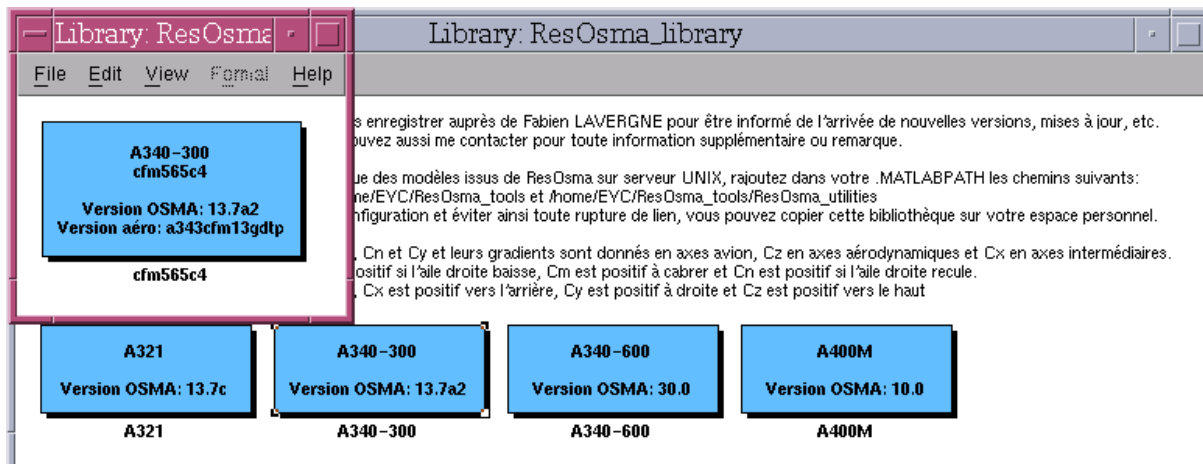 Library: ResOsma
File Edit View Format Help
A340-300
cfm565c4
Version OSMA: 13.7a2
Version aéro: a343cfm13gdtp
cfm565c4
Library: ResOsma_library
s enregistrer auprès de Fabien LAVERGNE pour être informé de l'arrivée de nouvelles versions, mises à jour, etc.
ouvez aussi me contacter pour toute information supplémentaire ou remarque.
ue des modèles issus de ResOsma sur serveur UNIX, rajoutez dans votre .MATLABPATH les chemins suivants:
me/EYC/ResOsma_tools et /home/EYC/ResOsma_tools/ResOsma_utilities
nfiguration et éviter ainsi toute rupture de lien, vous pouvez copier cette bibliothèque sur votre espace personnel.
, Cn et Cy et leurs gradients sont donnés en axes avion, Cz en axes aérodynamiques et Cx en axes intermédiaires.
ositif si l'aile droite baisse, Cm est positif à cabrer et Cn est positif si l'aile droite recule.
, Cx est positif vers l'arrière, Cy est positif à droite et Cz est positif vers le haut
A321
Version OSMA: 13.7c
A321
A340-300
Version OSMA: 13.7a2
A340-300
A340-600
Version OSMA: 30.0
A340-600
A400M
Version OSMA: 10.0
A400M